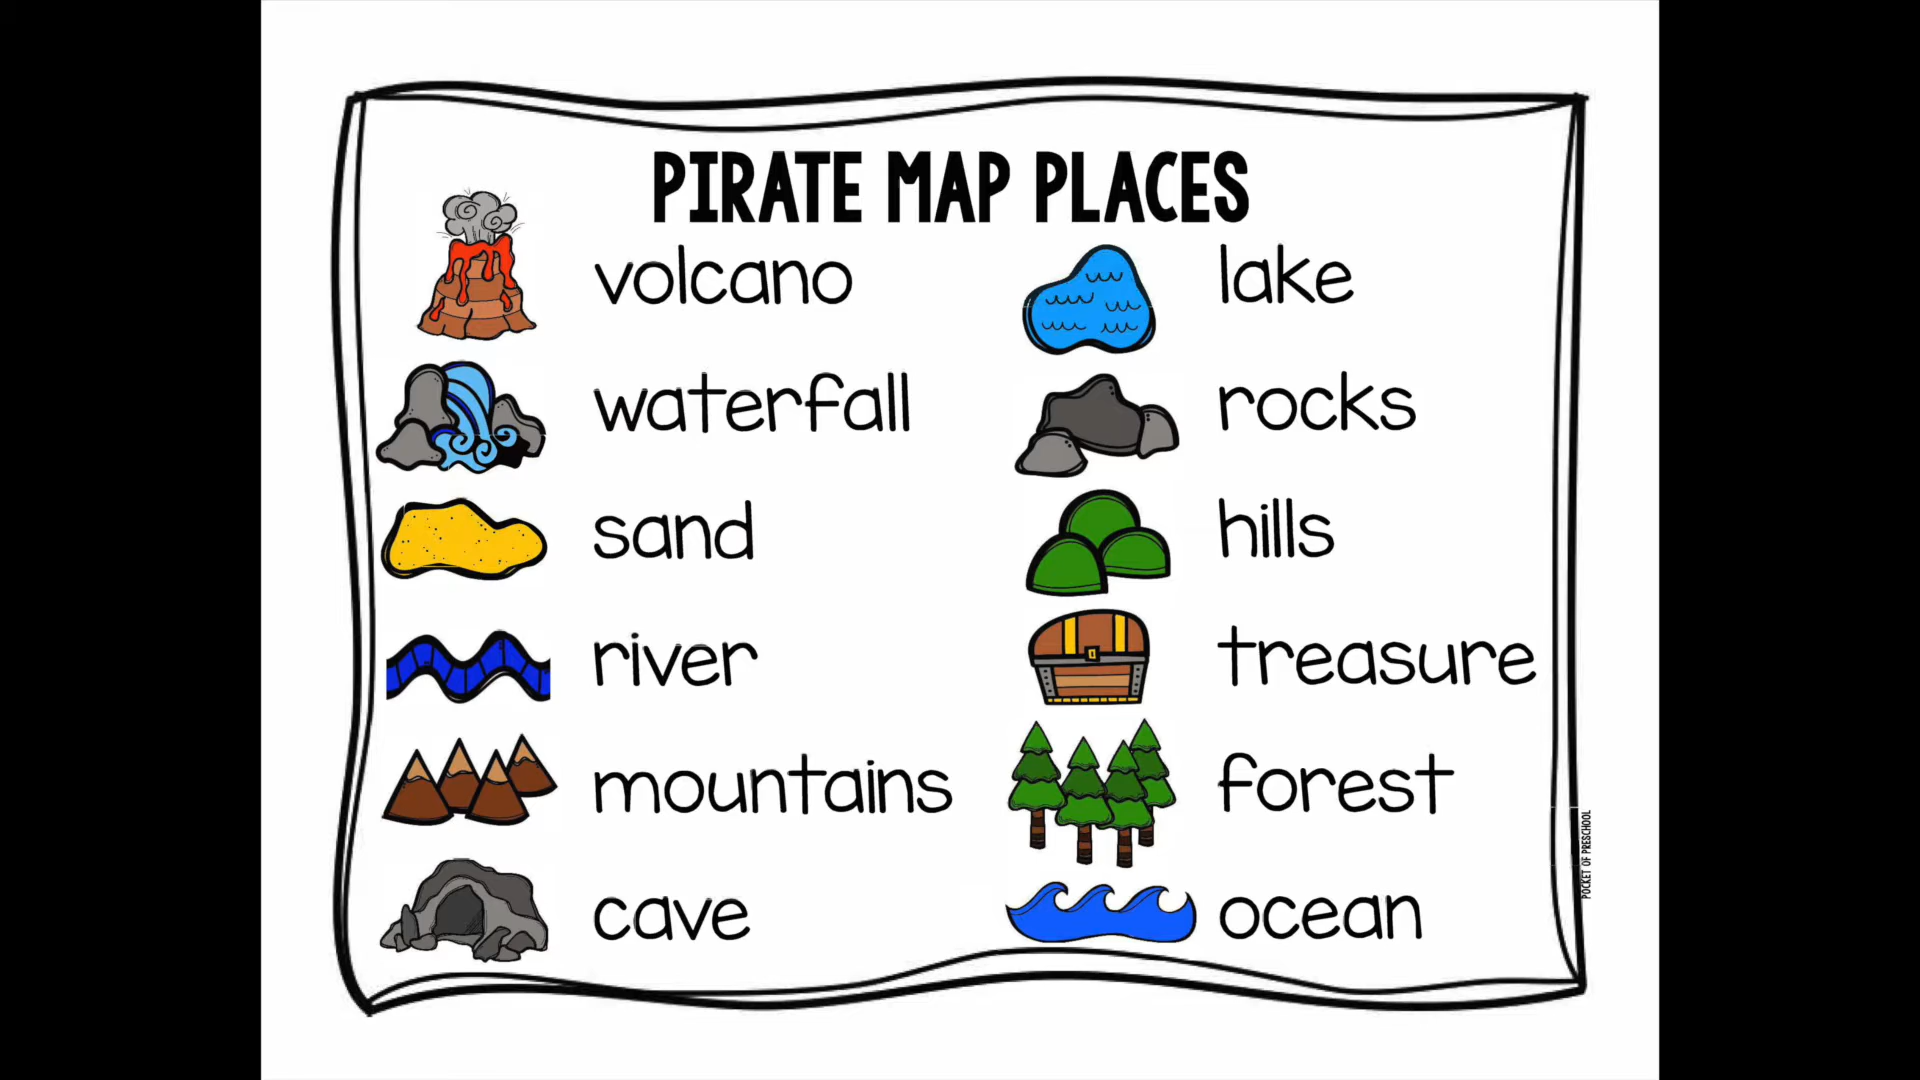 PIRATE MAP PLACES
volcano
waterfall
sand
river
mountains
cave
lake
rocks
hills
treasure
forest
ocean
POCKET OF PRESCHOOL